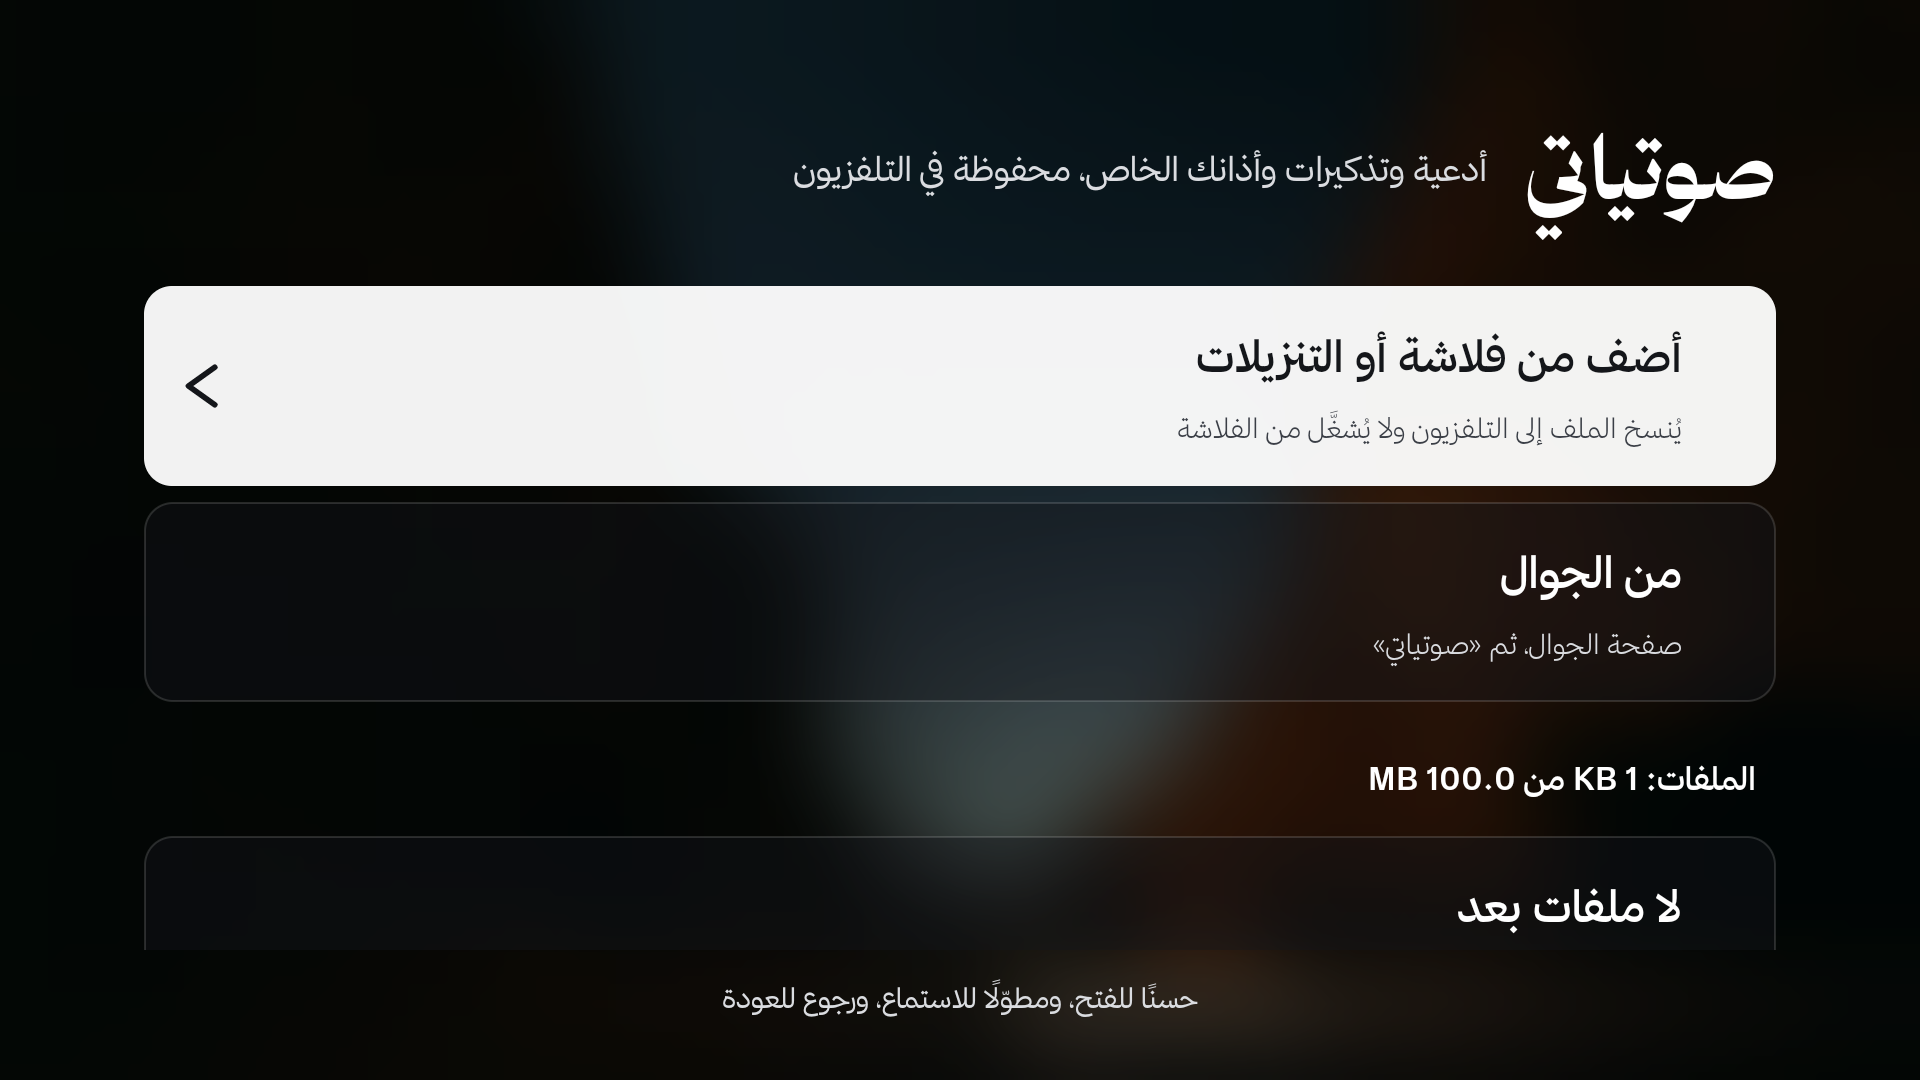 صوتياتي
أدعية وتذكيرات وأذانك الخاص، محفوظة في التلفزيون
أضف من فلاشة أو التنزيلات
يُنسخ الملف إلى التلفزيون ولا يُشغَّل من الفلاشة
من الجوال
صفحة الجوال، ثم «صوتياتي»
الملفات: 1 KB من 100.0 MB
لا ملفات بعد
حسنًا للفتح، ومطوّلًا للاستماع، ورجوع للعودة